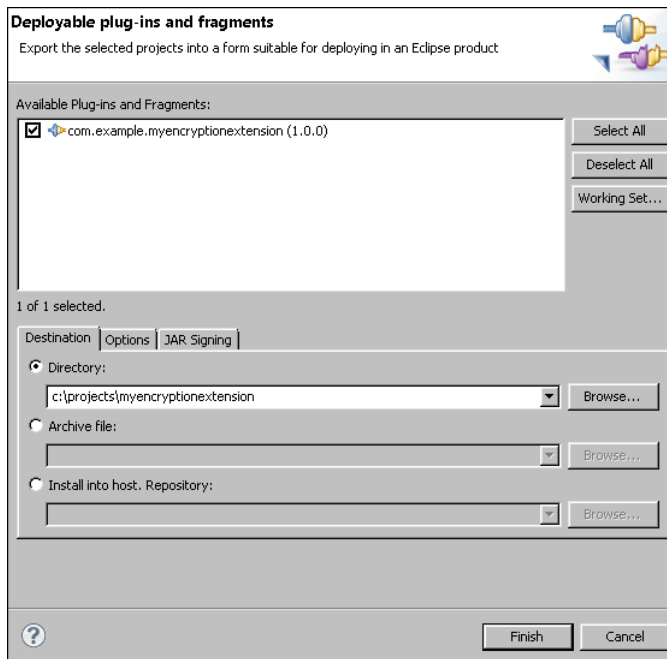 Deployable plug-ins and fragments
Export the selected projects into a form suitable for deploying in an Eclipse product
Available Plug-ins and Fragments:
com.example.myencryptionextension (1.0.0)
Select All
Deselect All
Working Set...
1 of 1 selected.
Destination Options JAR Signing
Directory:
c:\projects\myencryptionextension Browse...
Archive file:
Browse...
Install into host. Repository:
Browse...
? Finish Cancel